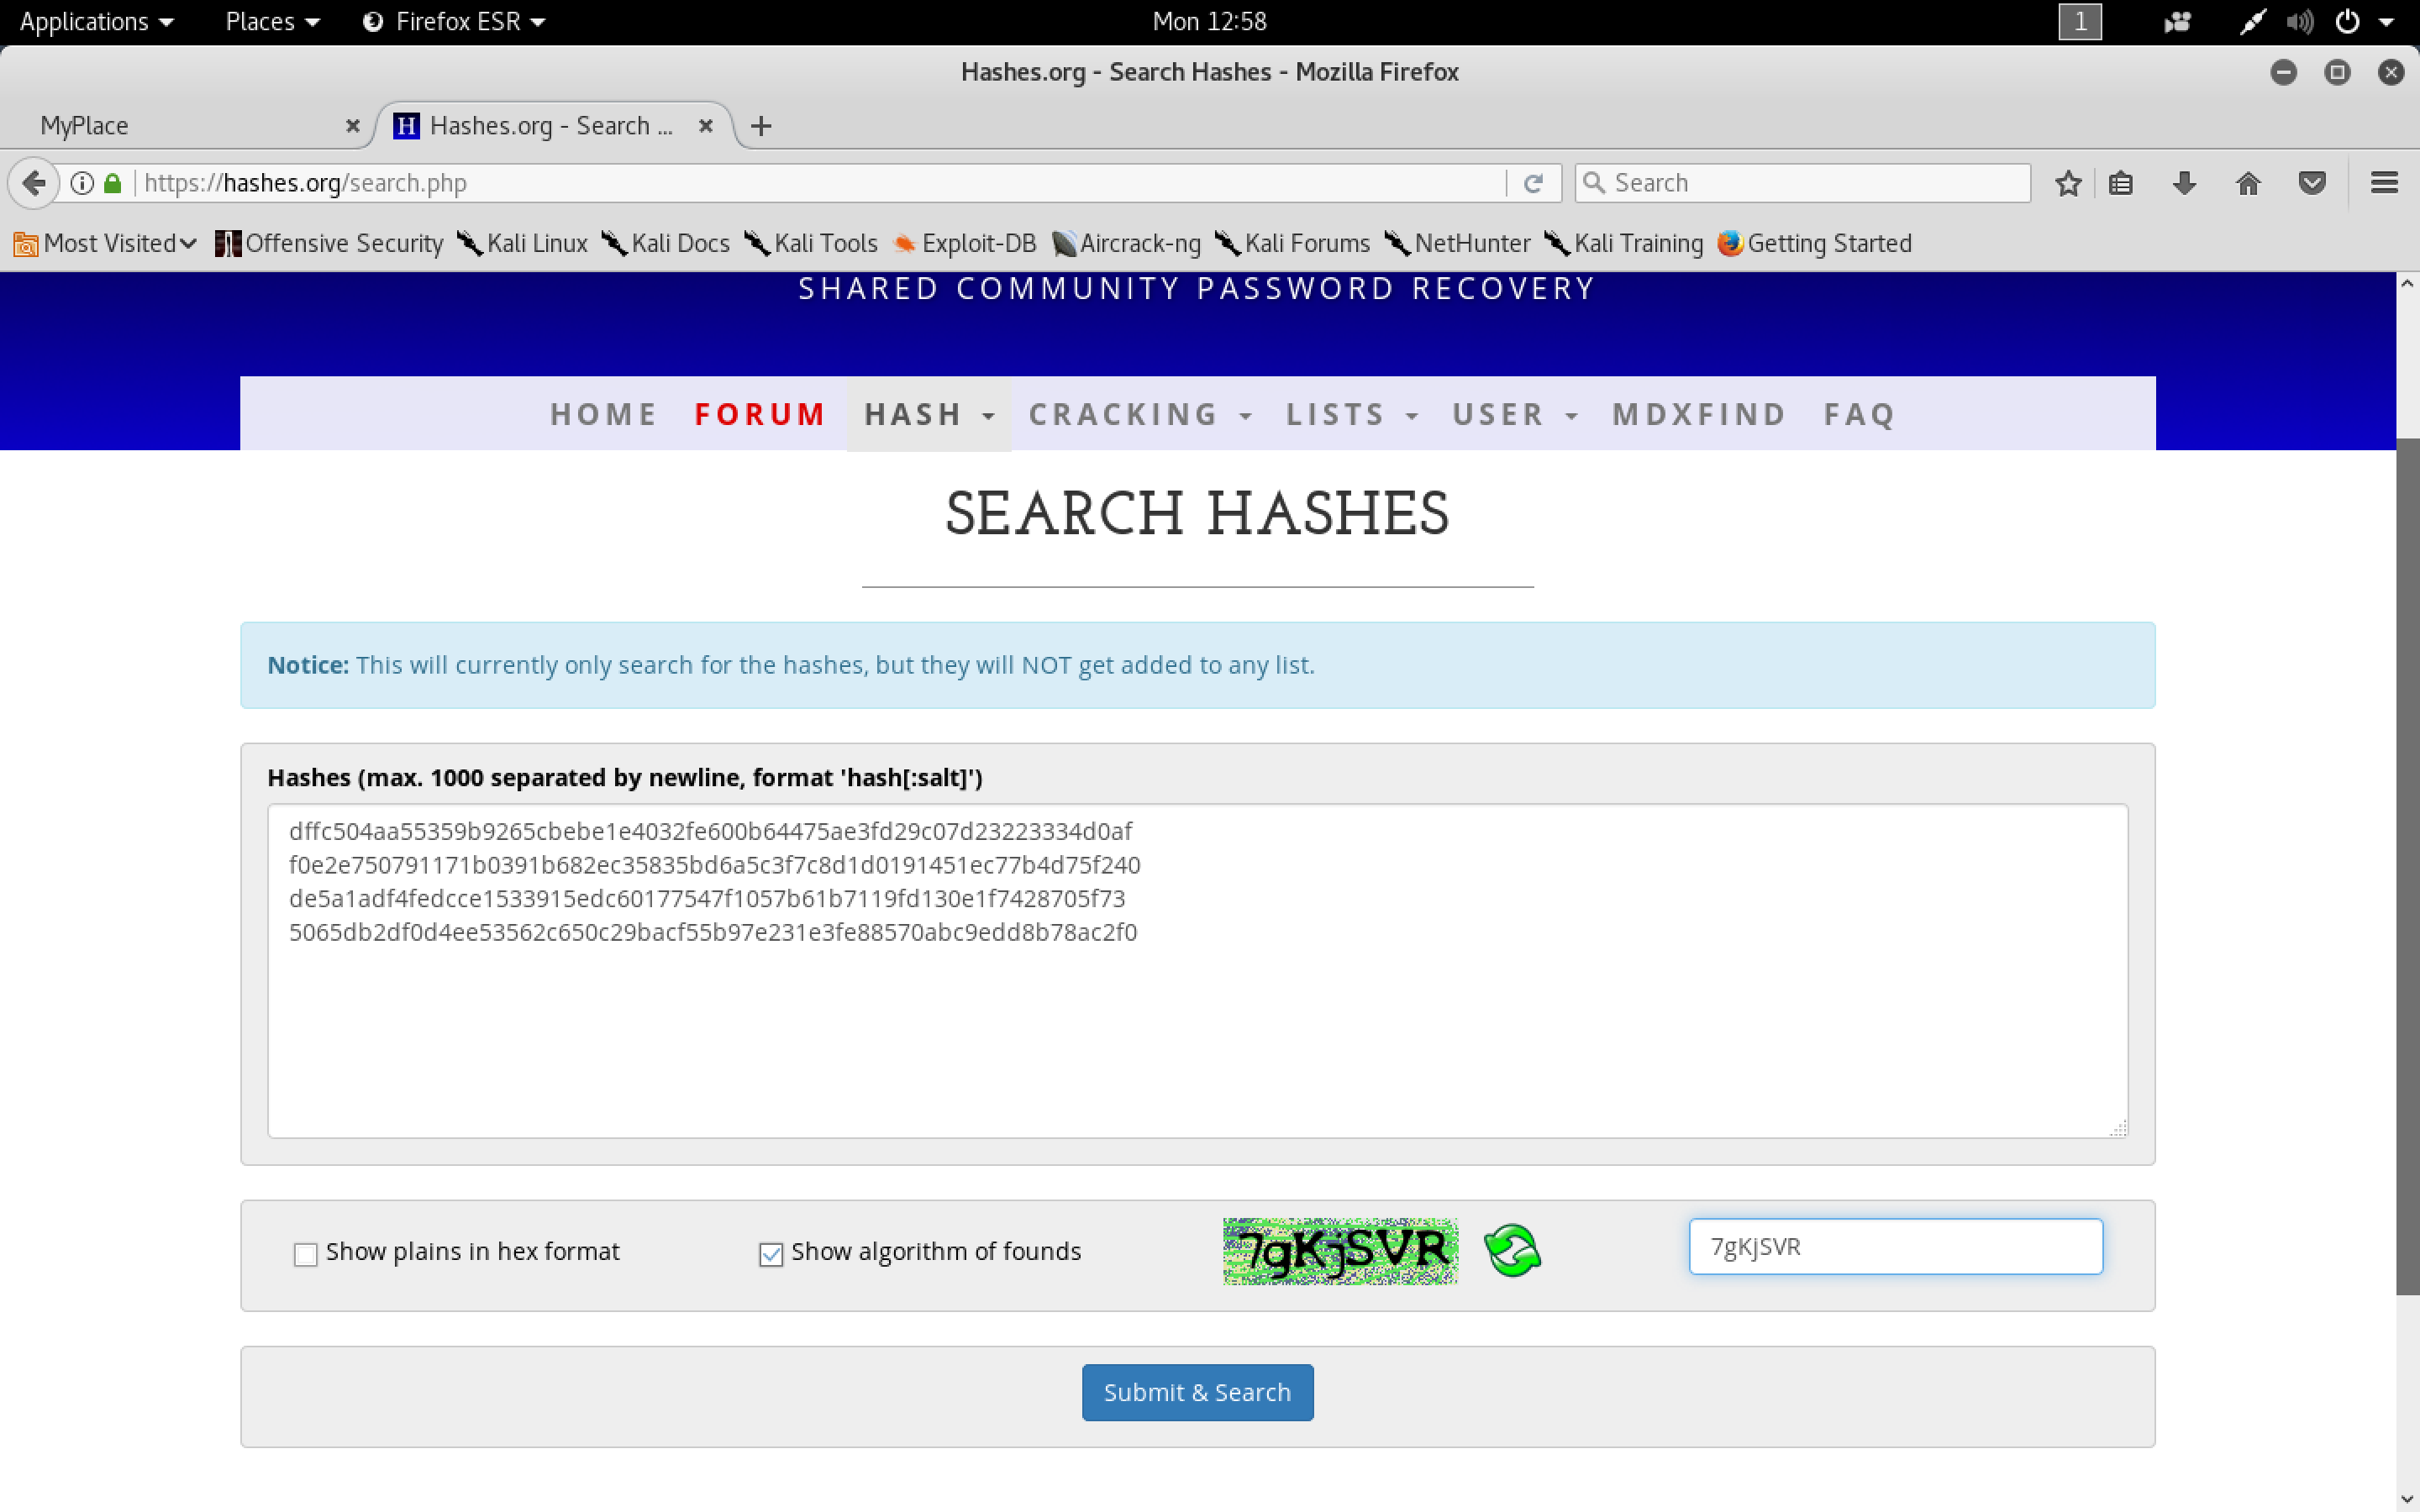 Applications Places Firefox ESR Mon 12:58 1
Hashes.org - Search Hashes - Mozilla Firefox
MyPlace H Hashes.org - Search ...
https://hashes.org/search.php Search
Most Visited Offensive Security Kali Linux Kali Docs Kali Tools Exploit-DB Aircrack-ng Kali Forums NetHunter Kali Training Getting Started
SHARED COMMUNITY PASSWORD RECOVERY
HOME FORUM HASH CRACKING LISTS USER MDXFIND FAQ
SEARCH HASHES
Notice: This will currently only search for the hashes, but they will NOT get added to any list.
Hashes (max. 1000 separated by newline, format 'hash[:salt]')
dffc504aa55359b9265cbebe1e4032fe600b64475ae3fd29c07d23223334d0af
f0e2e750791171b0391b682ec35835bd6a5c3f7c8d1d0191451ec77b4d75f240
de5a1adf4fedcce1533915edc60177547f1057b61b7119fd130e1f7428705f73
5065db2df0d4ee53562c650c29bacf55b97e231e3fe88570abc9edd8b78ac2f0
Show plains in hex format Show algorithm of founds 7gKjSVR 7gKjSVR
Submit & Search